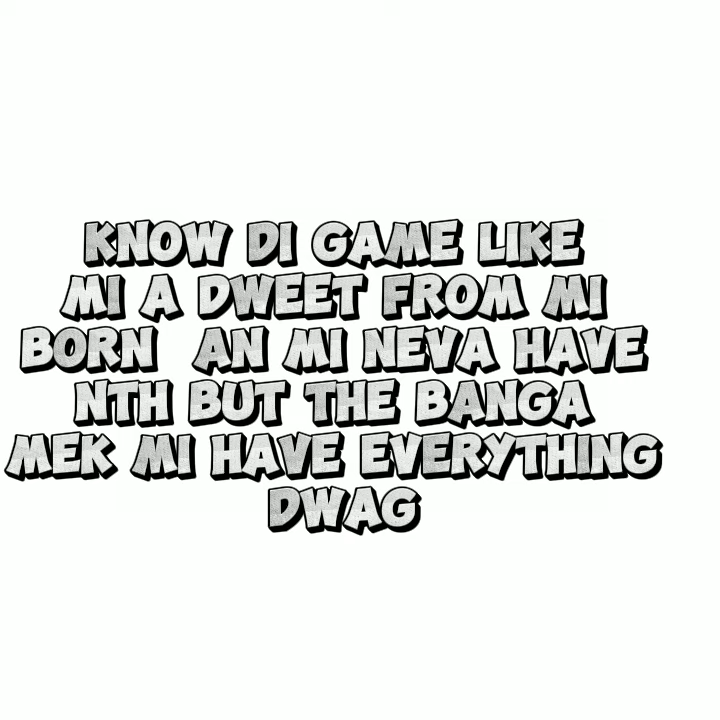 KNOW DI GAME LIKE
MI A DWEET FROM MI
BORN AN MI NEVA HAVE
NTH BUT THE BANGA
MEK MI HAVE EVERYTHING
DWAG